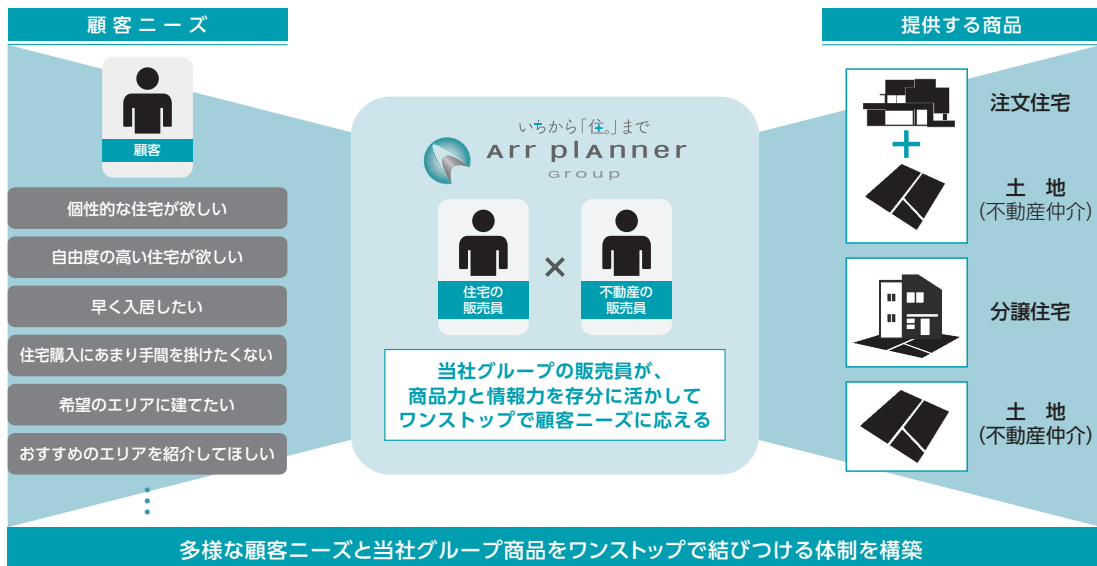 顧客ニーズ
顧客
個性的な住宅が欲しい
自由度の高い住宅が欲しい
早く入居したい
住宅購入にあまり手間を掛けたくない
希望のエリアに建てたい
おすすめのエリアを紹介してほしい
いちから「住。」まで
Arr plAnner
Group
住宅の
販売員
×
不動産の
販売員
当社グループの販売員が、
商品力と情報力を存分に活かして
ワンストップで顧客ニーズに応える
提供する商品
注文住宅
+
土 地
(不動産仲介)
分譲住宅
土 地
(不動産仲介)
多様な顧客ニーズと当社グループ商品をワンストップで結びつける体制を構築